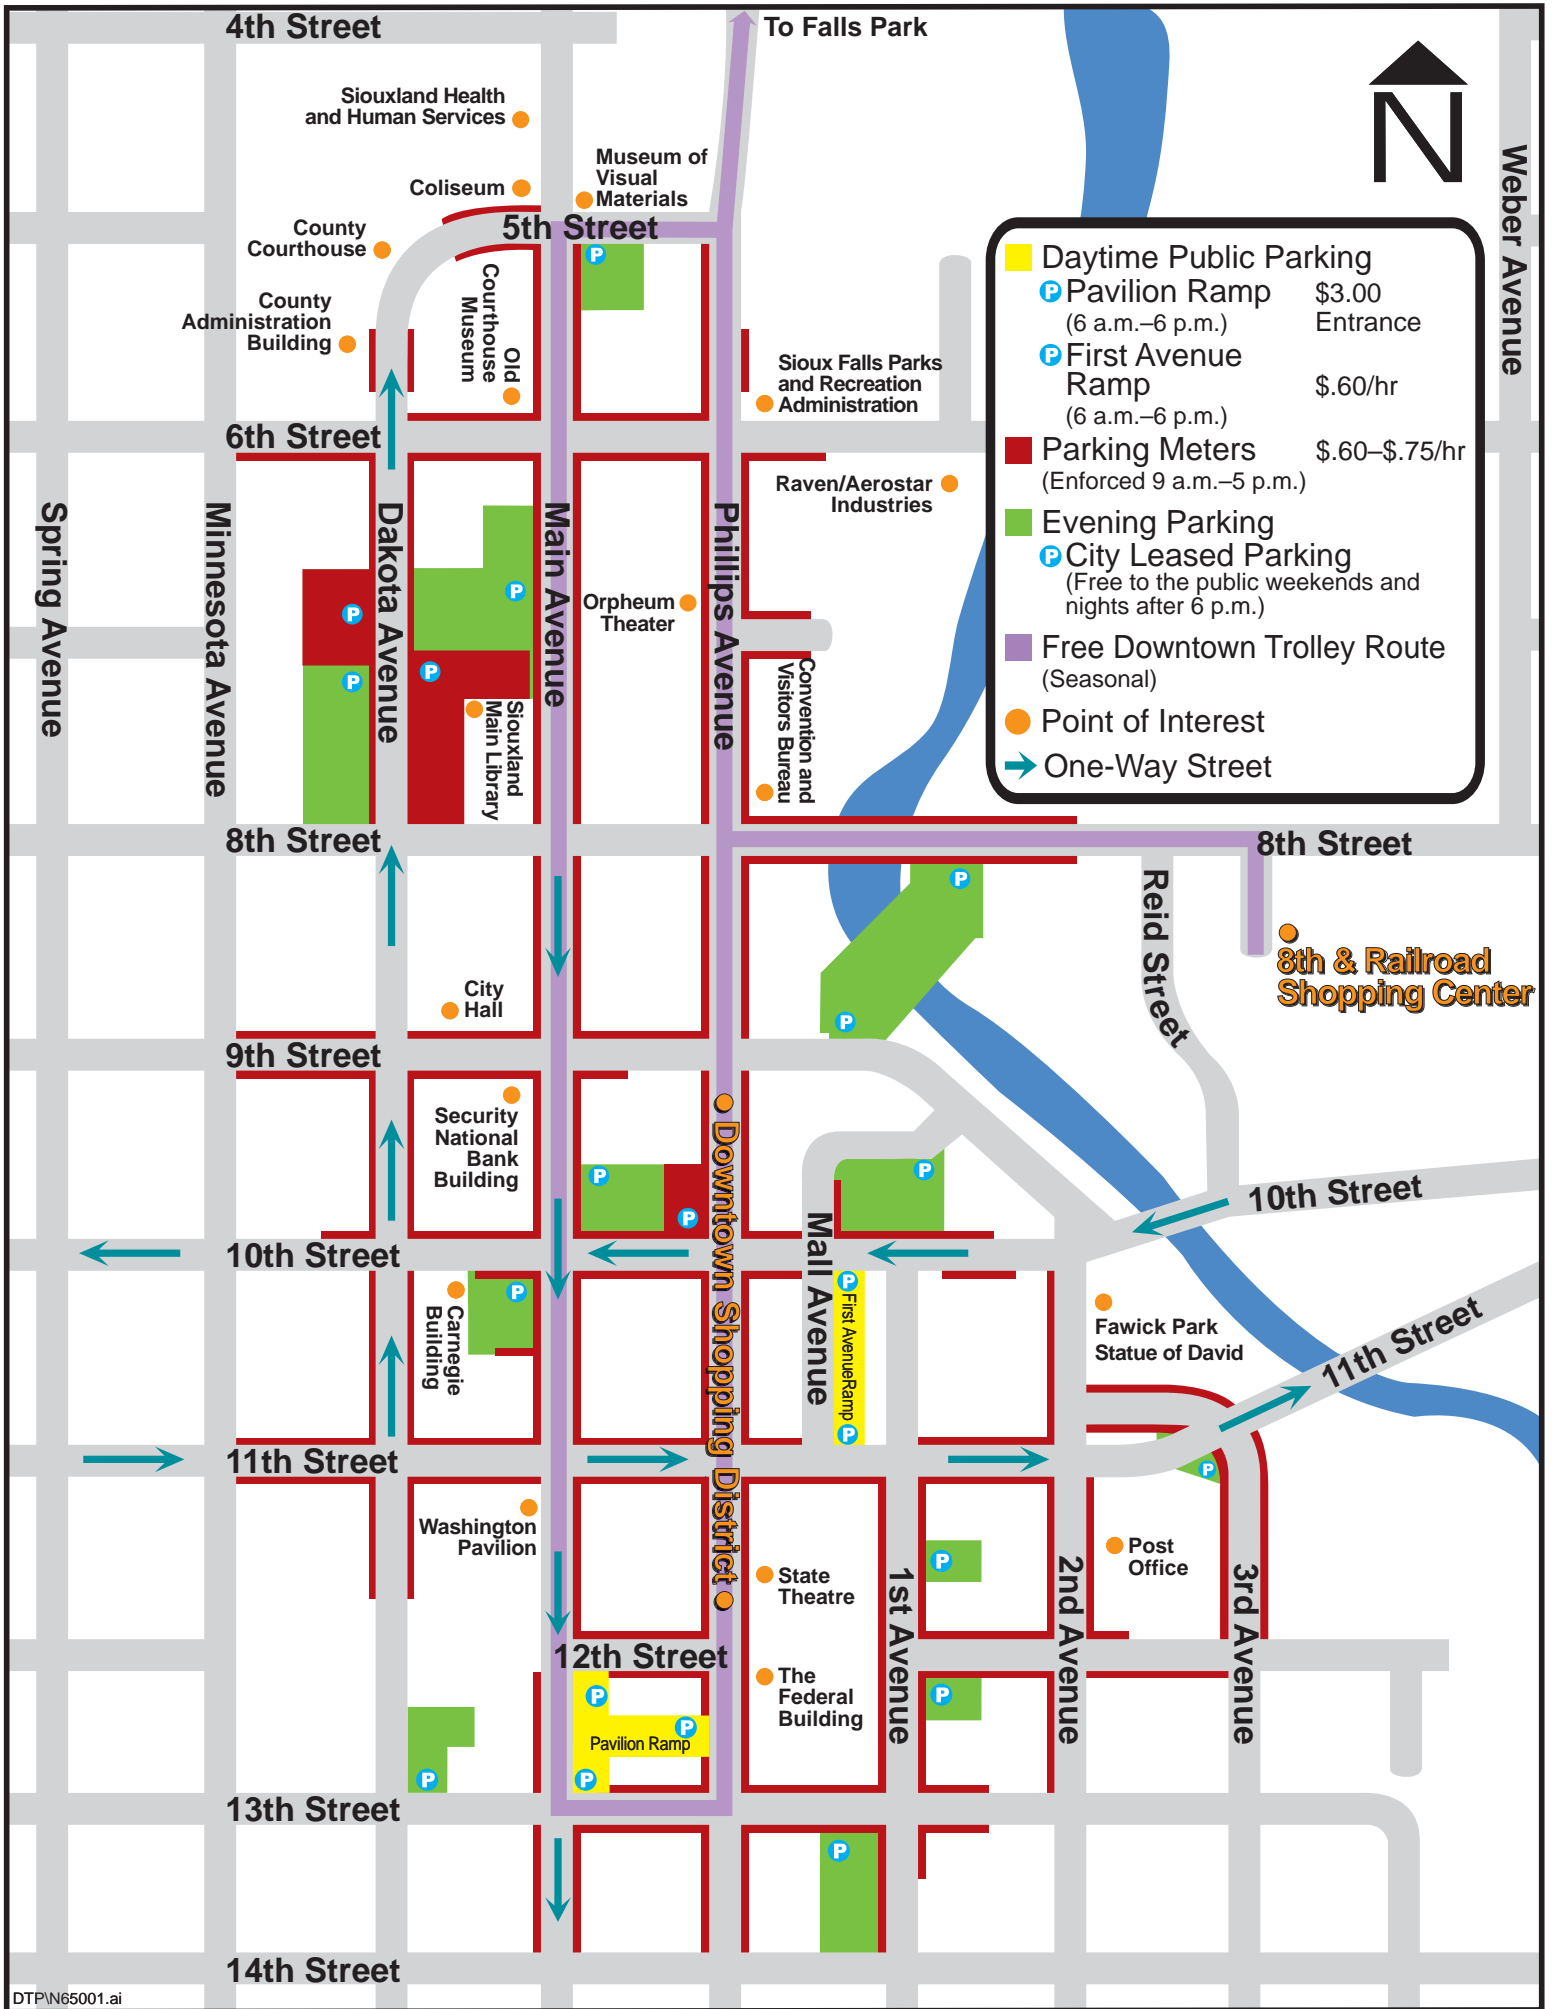 4th Street
To Falls Park
Siouxland Health
and Human Services
Museum of
Visual
Materials
Coliseum
5th Street
County
Courthouse
County
Administration
Building
Old
Courthouse
Museum
N
Weber Avenue
Daytime Public Parking
P Pavilion Ramp $3.00
(6 a.m.–6 p.m.) Entrance
P First Avenue
Ramp $.60/hr
(6 a.m.–6 p.m.)
Parking Meters $.60–$.75/hr
(Enforced 9 a.m.–5 p.m.)
Evening Parking
P City Leased Parking
(Free to the public weekends and
nights after 6 p.m.)
Free Downtown Trolley Route
(Seasonal)
Point of Interest
One-Way Street
P
Sioux Falls Parks
and Recreation
Administration
6th Street
Raven/Aerostar
Industries
Spring Avenue
Minnesota Avenue
Dakota Avenue
Main Avenue
Phillips Avenue
P
P
P
P
Orpheum
Theater
Siouxland
Main Library
Convention and
Visitors Bureau
8th Street
8th Street
P
P
Reid Street
8th & Railroad
Shopping Center
City
Hall
9th Street
Security
National
Bank
Building
P
P
P
Downtown Shopping District
Mall Avenue
10th Street
10th Street
P
Carnegie
Building
P
First AvenueRamp
P
Fawick Park
Statue of David
11th Street
11th Street
P
Washington
Pavilion
State
Theatre
P
Post
Office
1st Avenue
2nd Avenue
3rd Avenue
12th Street
The
Federal
Building
P
P
P
Pavilion Ramp
P
P
13th Street
P
14th Street
DTP\N65001.ai